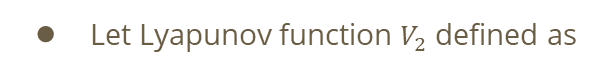 ● Let Lyapunov function V₂ defined as